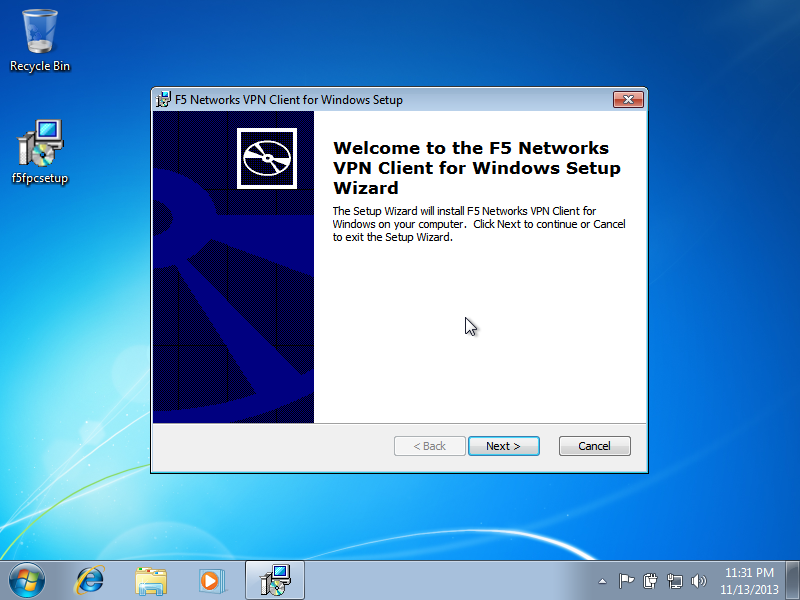 Recycle Bin
f5fpcsetup
F5 Networks VPN Client for Windows Setup
Welcome to the F5 Networks
VPN Client for Windows Setup
Wizard
The Setup Wizard will install F5 Networks VPN Client for
Windows on your computer. Click Next to continue or Cancel
to exit the Setup Wizard.
< Back
Next >
Cancel
11:31 PM
11/13/2013